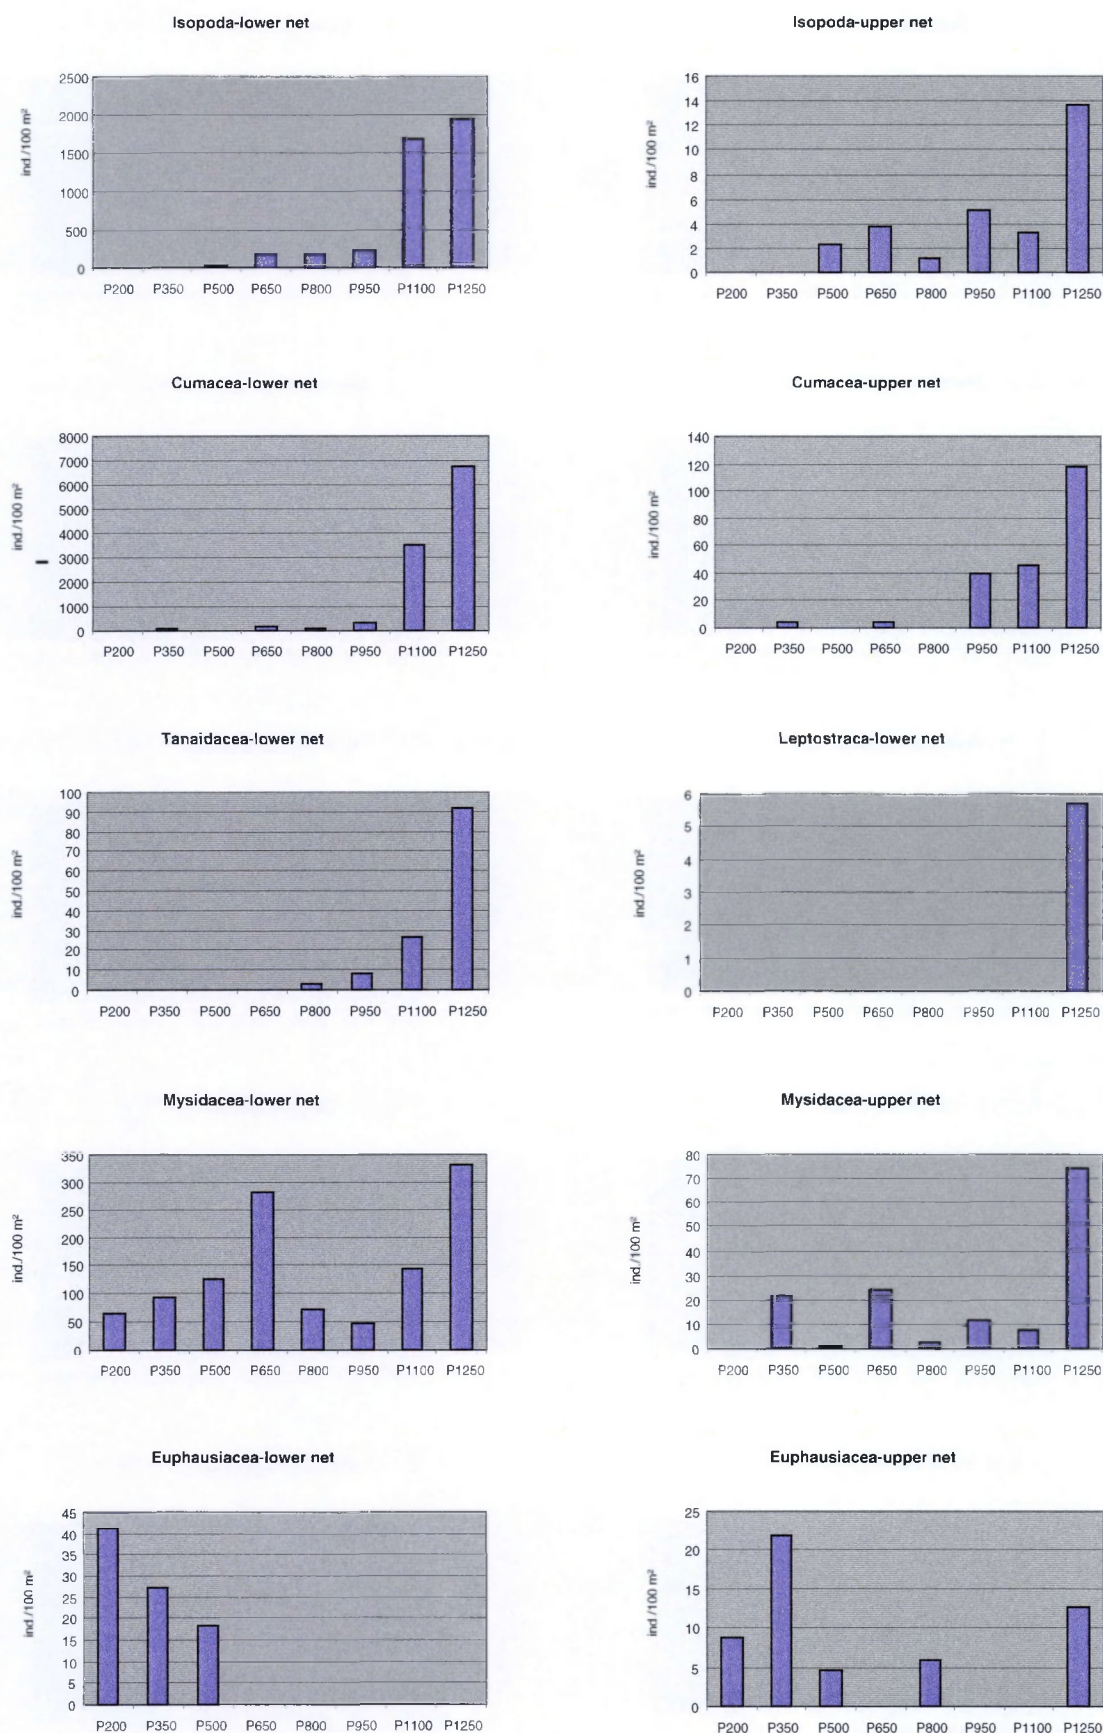 Isopoda-lower net
ind./100 m²
2500
2000
1500
1000
500
0
P200 P350 P500 P650 P800 P950 P1100 P1250
Isopoda-upper net
ind./100 m²
16
14
12
10
8
6
4
2
0
P200 P350 P500 P650 P800 P950 P1100 P1250
Cumacea-lower net
ind./100 m²
8000
7000
6000
5000
4000
3000
2000
1000
0
P200 P350 P500 P650 P800 P950 P1100 P1250
Cumacea-upper net
ind./100 m²
140
120
100
80
60
40
20
0
P200 P350 P500 P650 P800 P950 P1100 P1250
Tanaidacea-lower net
ind./100 m²
100
90
80
70
60
50
40
30
20
10
0
P200 P350 P500 P650 P800 P950 P1100 P1250
Leptostraca-lower net
ind./100 m²
6
5
4
3
2
1
0
P200 P350 P500 P650 P800 P950 P1100 P1250
Mysidacea-lower net
ind./100 m²
350
300
250
200
150
100
50
0
P200 P350 P500 P650 P800 P950 P1100 P1250
Mysidacea-upper net
ind./100 m²
80
70
60
50
40
30
20
10
0
P200 P350 P500 P650 P800 P950 P1100 P1250
Euphausiacea-lower net
ind./100 m²
45
40
35
30
25
20
15
10
5
0
P200 P350 P500 P650 P800 P950 P1100 P1250
Euphausiacea-upper net
ind./100 m²
25
20
15
10
5
0
P200 P350 P500 P650 P800 P950 P1100 P1250